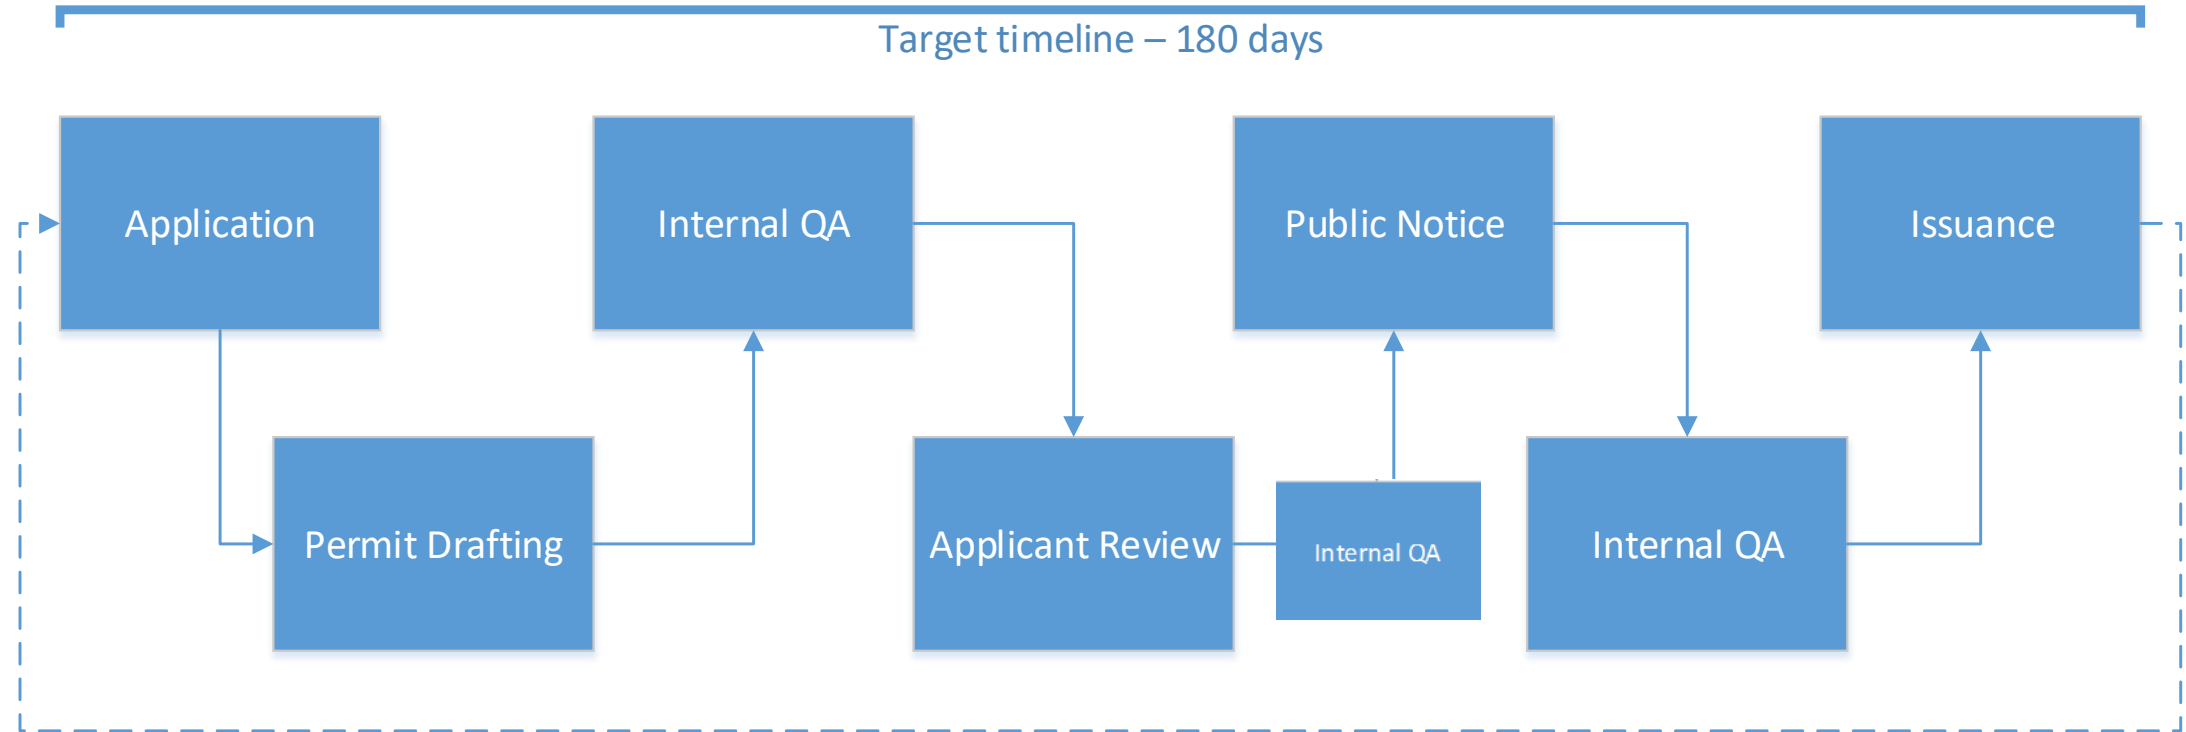 Target timeline – 180 days
Application
Internal QA
Public Notice
Issuance
Permit Drafting
Applicant Review
Internal QA
Internal QA